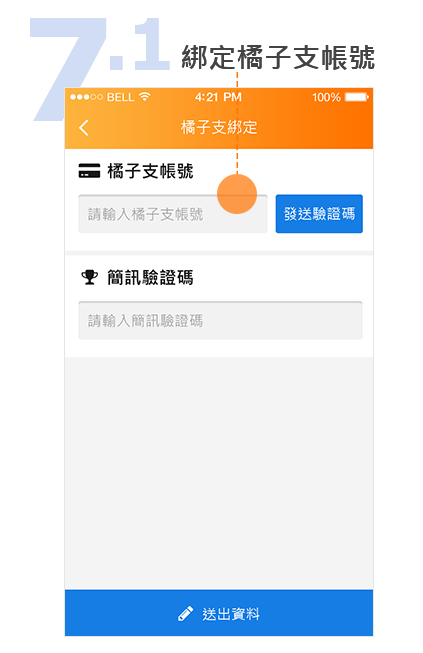 7.1 綁定橘子支帳號
BELL 4:21 PM 100%
橘子支綁定
橘子支帳號
請輸入橘子支帳號 發送驗證碼
簡訊驗證碼
請輸入簡訊驗證碼
送出資料